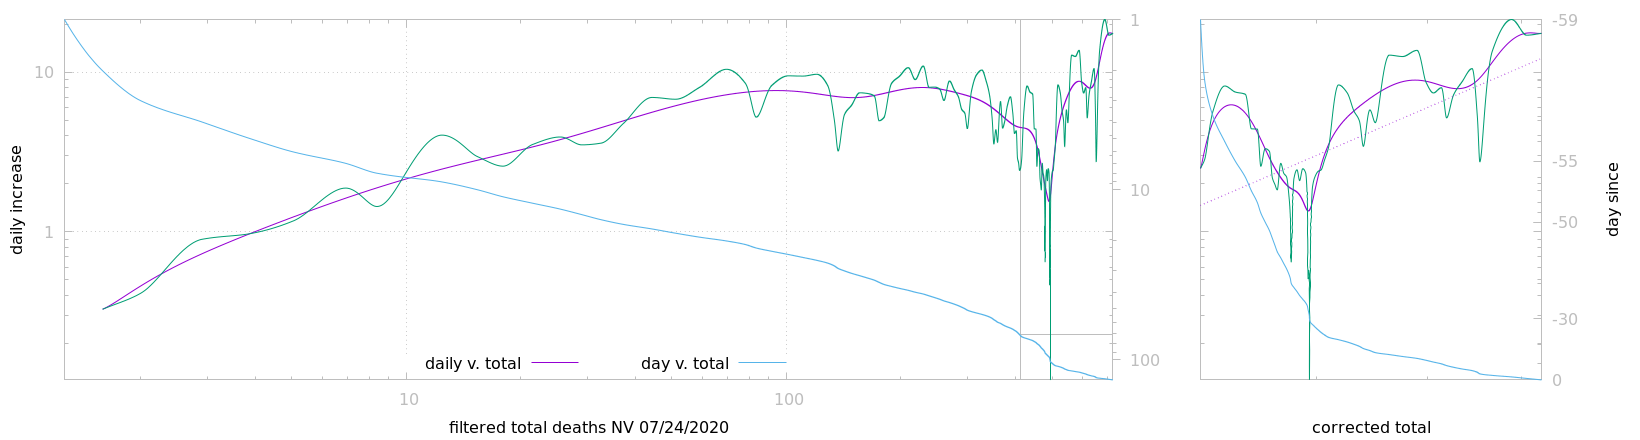 daily increase
10
1
daily v. total
day v. total
10
100
1
10
100
filtered total deaths NV 07/24/2020
-59
-55
-50
-30
0
day since
corrected total